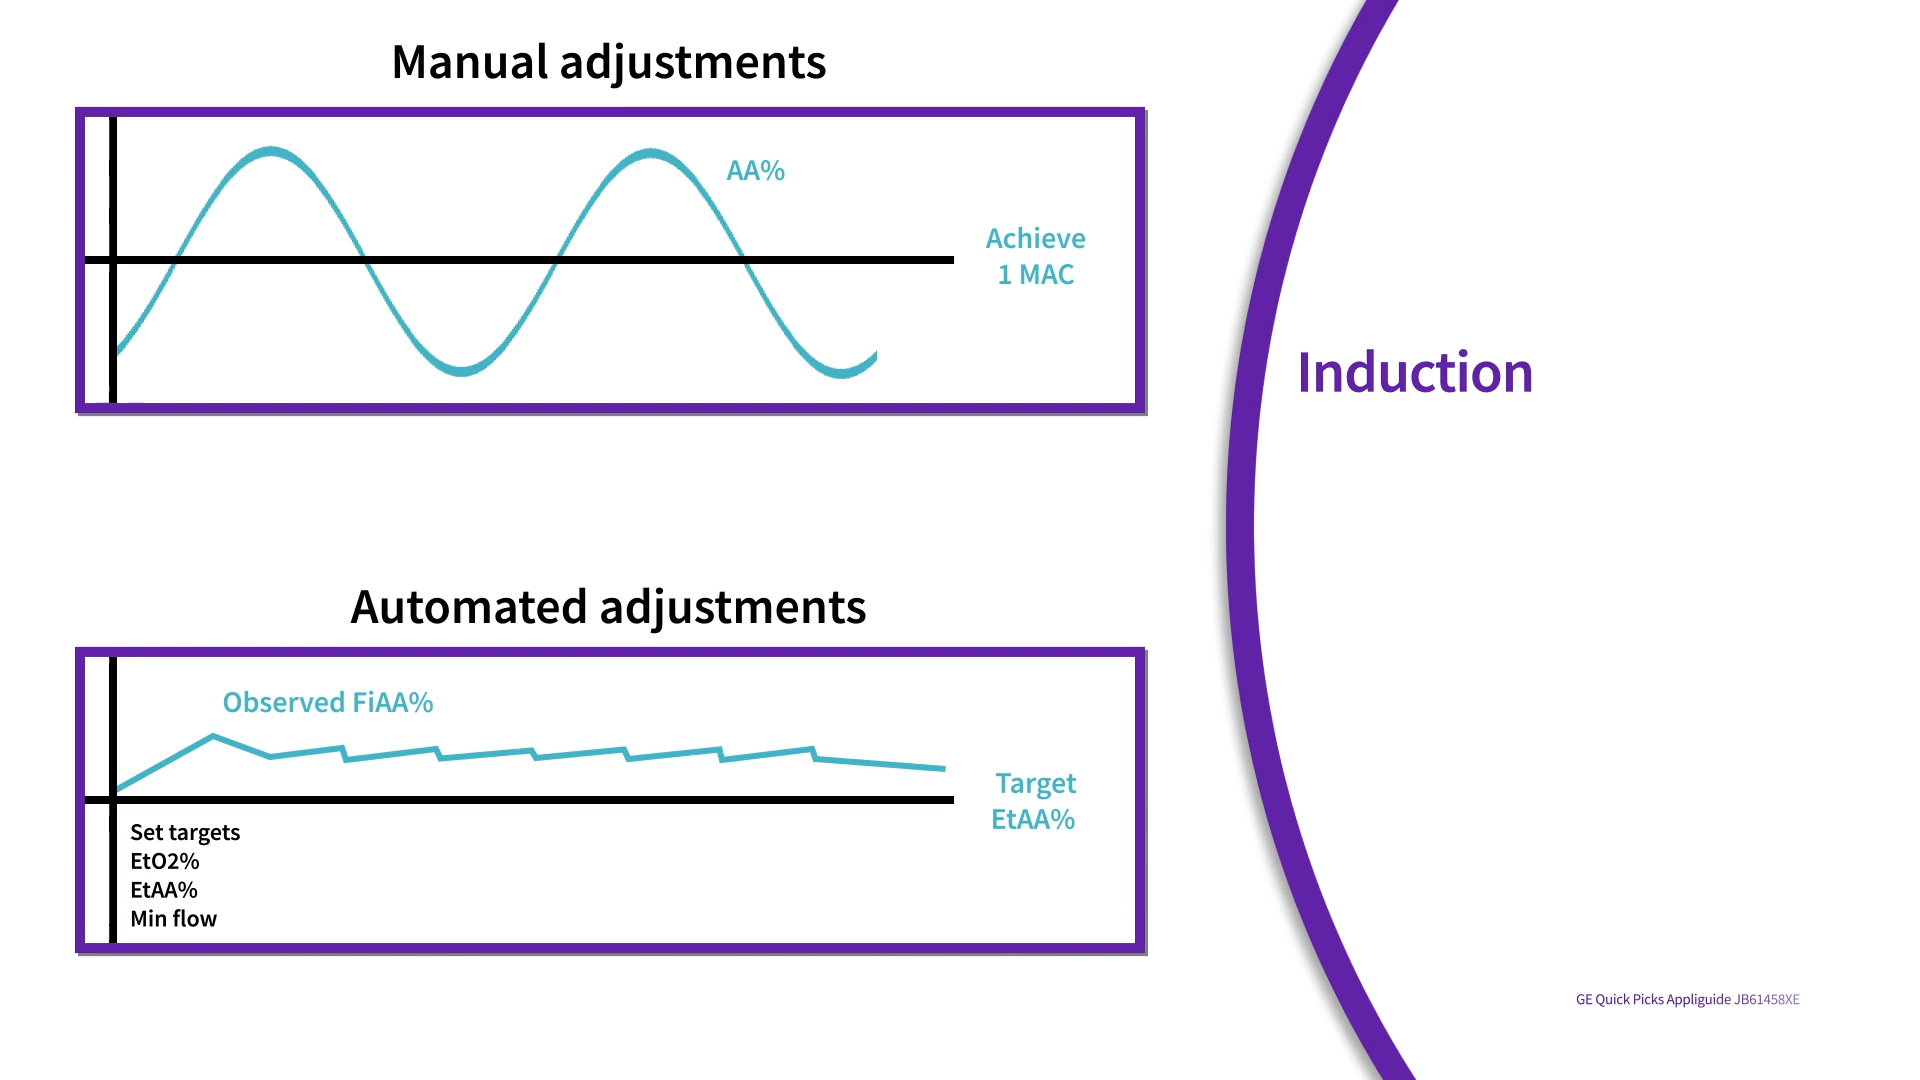 Manual adjustments
AA%
Achieve
1 MAC
Induction
Automated adjustments
Observed FiAA%
Target
EtAA%
Set targets
EtO2%
EtAA%
Min flow
GE Quick Picks Appliguide JB61458XE